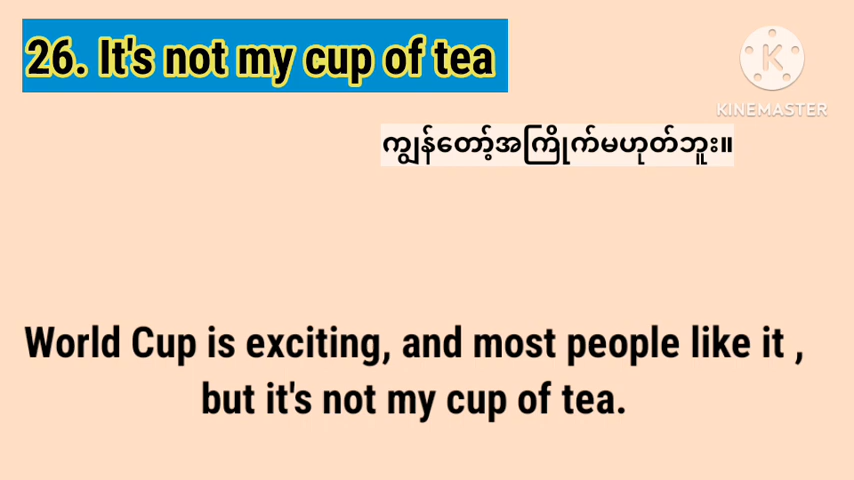 26. It's not my cup of tea
KINEMASTER
ကျွန်တော့်အကြိုက်မဟုတ်ဘူး။
World Cup is exciting, and most people like it ,
but it's not my cup of tea.